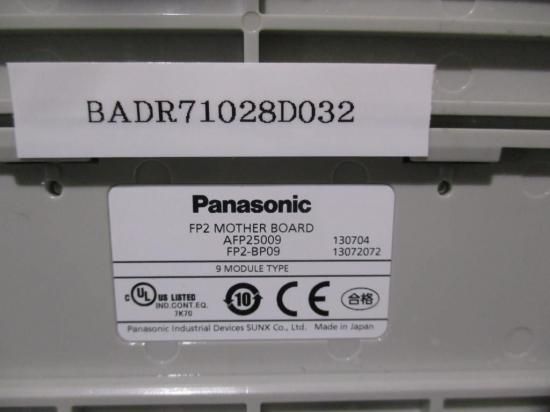 BADR71028D032
Panasonic
FP2 MOTHER BOARD
AFP25009 130704
FP2-BP09 13072072
9 MODULE TYPE
c UL US LISTED 10 CE 合格
IND.CONT.EQ.
7K70
Panasonic Industrial Devices SUNX Co., Ltd. Made in Japan